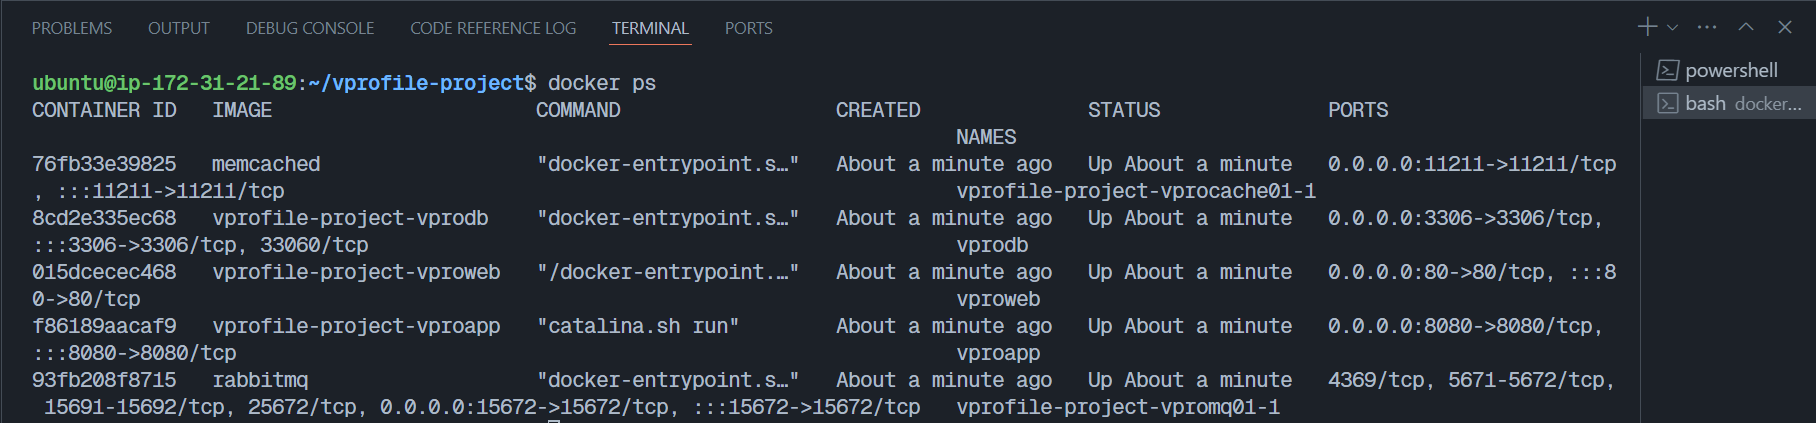 PROBLEMS OUTPUT DEBUG CONSOLE CODE REFERENCE LOG TERMINAL PORTS
powershell
bash docker...
ubuntu@ip-172-31-21-89:~/vprofile-project$ docker ps
CONTAINER ID   IMAGE                      COMMAND                  CREATED              STATUS              PORTS
NAMES
76fb33e39825   memcached                  "docker-entrypoint.s…"   About a minute ago   Up About a minute   0.0.0.0:11211->11211/tcp
, :::11211->11211/tcp                                        vprofile-project-vprocache01-1
8cd2e335ec68   vprofile-project-vprodb    "docker-entrypoint.s…"   About a minute ago   Up About a minute   0.0.0.0:3306->3306/tcp,
:::3306->3306/tcp, 33060/tcp                                 vprodb
015dcecec468   vprofile-project-vproweb   "/docker-entrypoint.…"   About a minute ago   Up About a minute   0.0.0.0:80->80/tcp, :::8
0->80/tcp                                                    vproweb
f86189aacaf9   vprofile-project-vproapp   "catalina.sh run"        About a minute ago   Up About a minute   0.0.0.0:8080->8080/tcp,
:::8080->8080/tcp                                            vproapp
93fb208f8715   rabbitmq                   "docker-entrypoint.s…"   About a minute ago   Up About a minute   4369/tcp, 5671-5672/tcp,
15691-15692/tcp, 25672/tcp, 0.0.0.0:15672->15672/tcp, :::15672->15672/tcp   vprofile-project-vpromq01-1